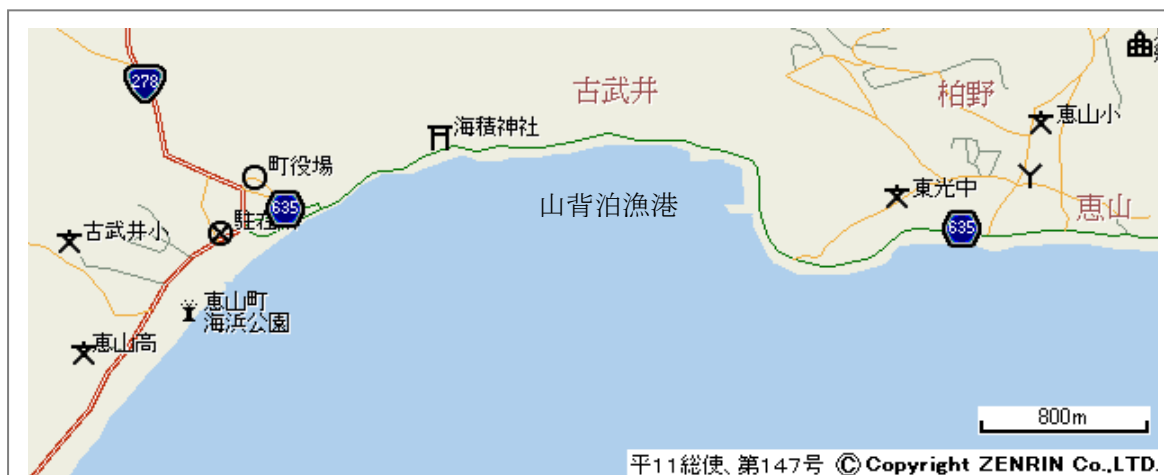 278
古武井
柏野
恵山小
海積神社
町役場
635
東光中
山背泊漁港
恵山
635
古武井小
恵山町
海浜公園
恵山高
800m
平11総使、第147号 ©Copyright ZENRIN Co.,LTD